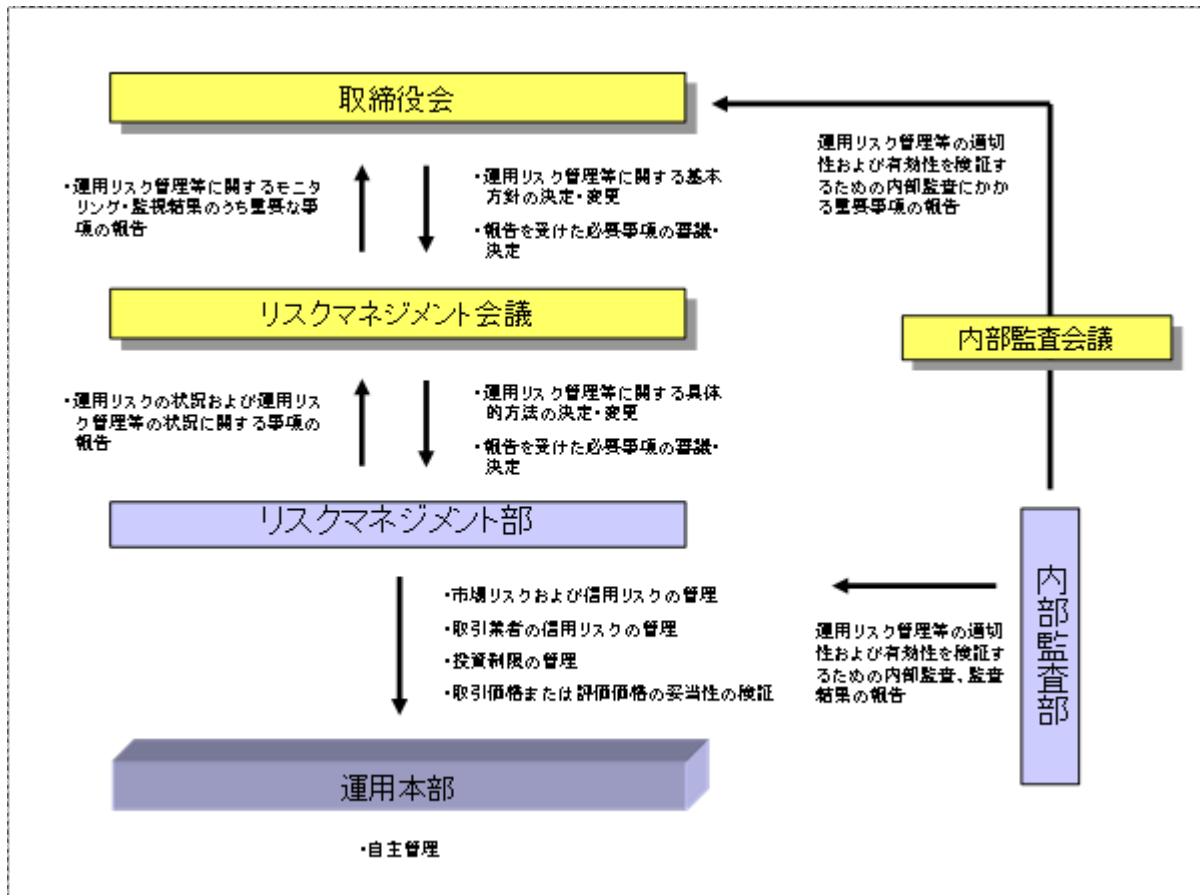 取締役会
・運用リスク管理等に関するモニタ
リング・監視結果のうち重要な事
項の報告
・運用リスク管理等に関する基本
方針の決定・変更
・報告を受けた必要事項の審議・
決定
運用リスク管理等の適切
性および有効性を検証す
るための内部監査にかか
る重要事項の報告
リスクマネジメント会議
内部監査会議
・運用リスクの状況および運用リス
ク管理等の状況に関する事項の
報告
・運用リスク管理等に関する具体
的方法の決定・変更
・報告を受けた必要事項の審議・
決定
リスクマネジメント部
内部監査部
・市場リスクおよび信用リスクの管理
・取引業者の信用リスクの管理
・投資制限の管理
・取引価格または評価価格の妥当性の検証
運用リスク管理等の適切
性および有効性を検証す
るための内部監査、監査
結果の報告
運用本部
・自主管理